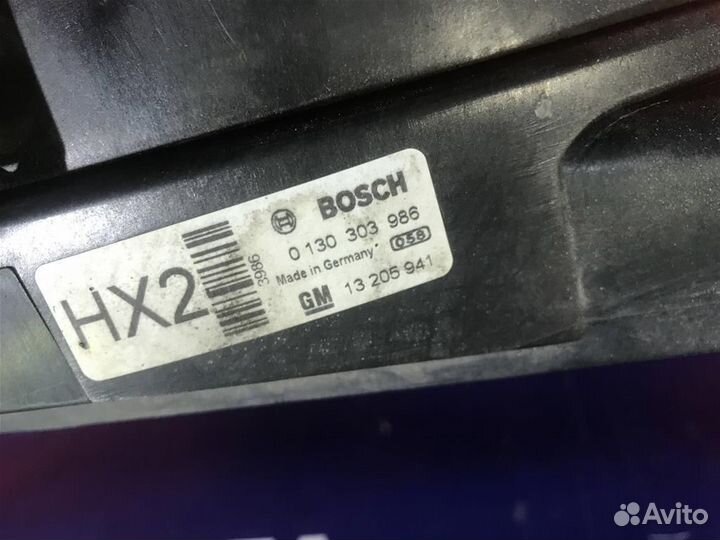 BOSCH
0 130 303 986
Made in Germany 058
GM 13 205 941
HX2
3986
Avito